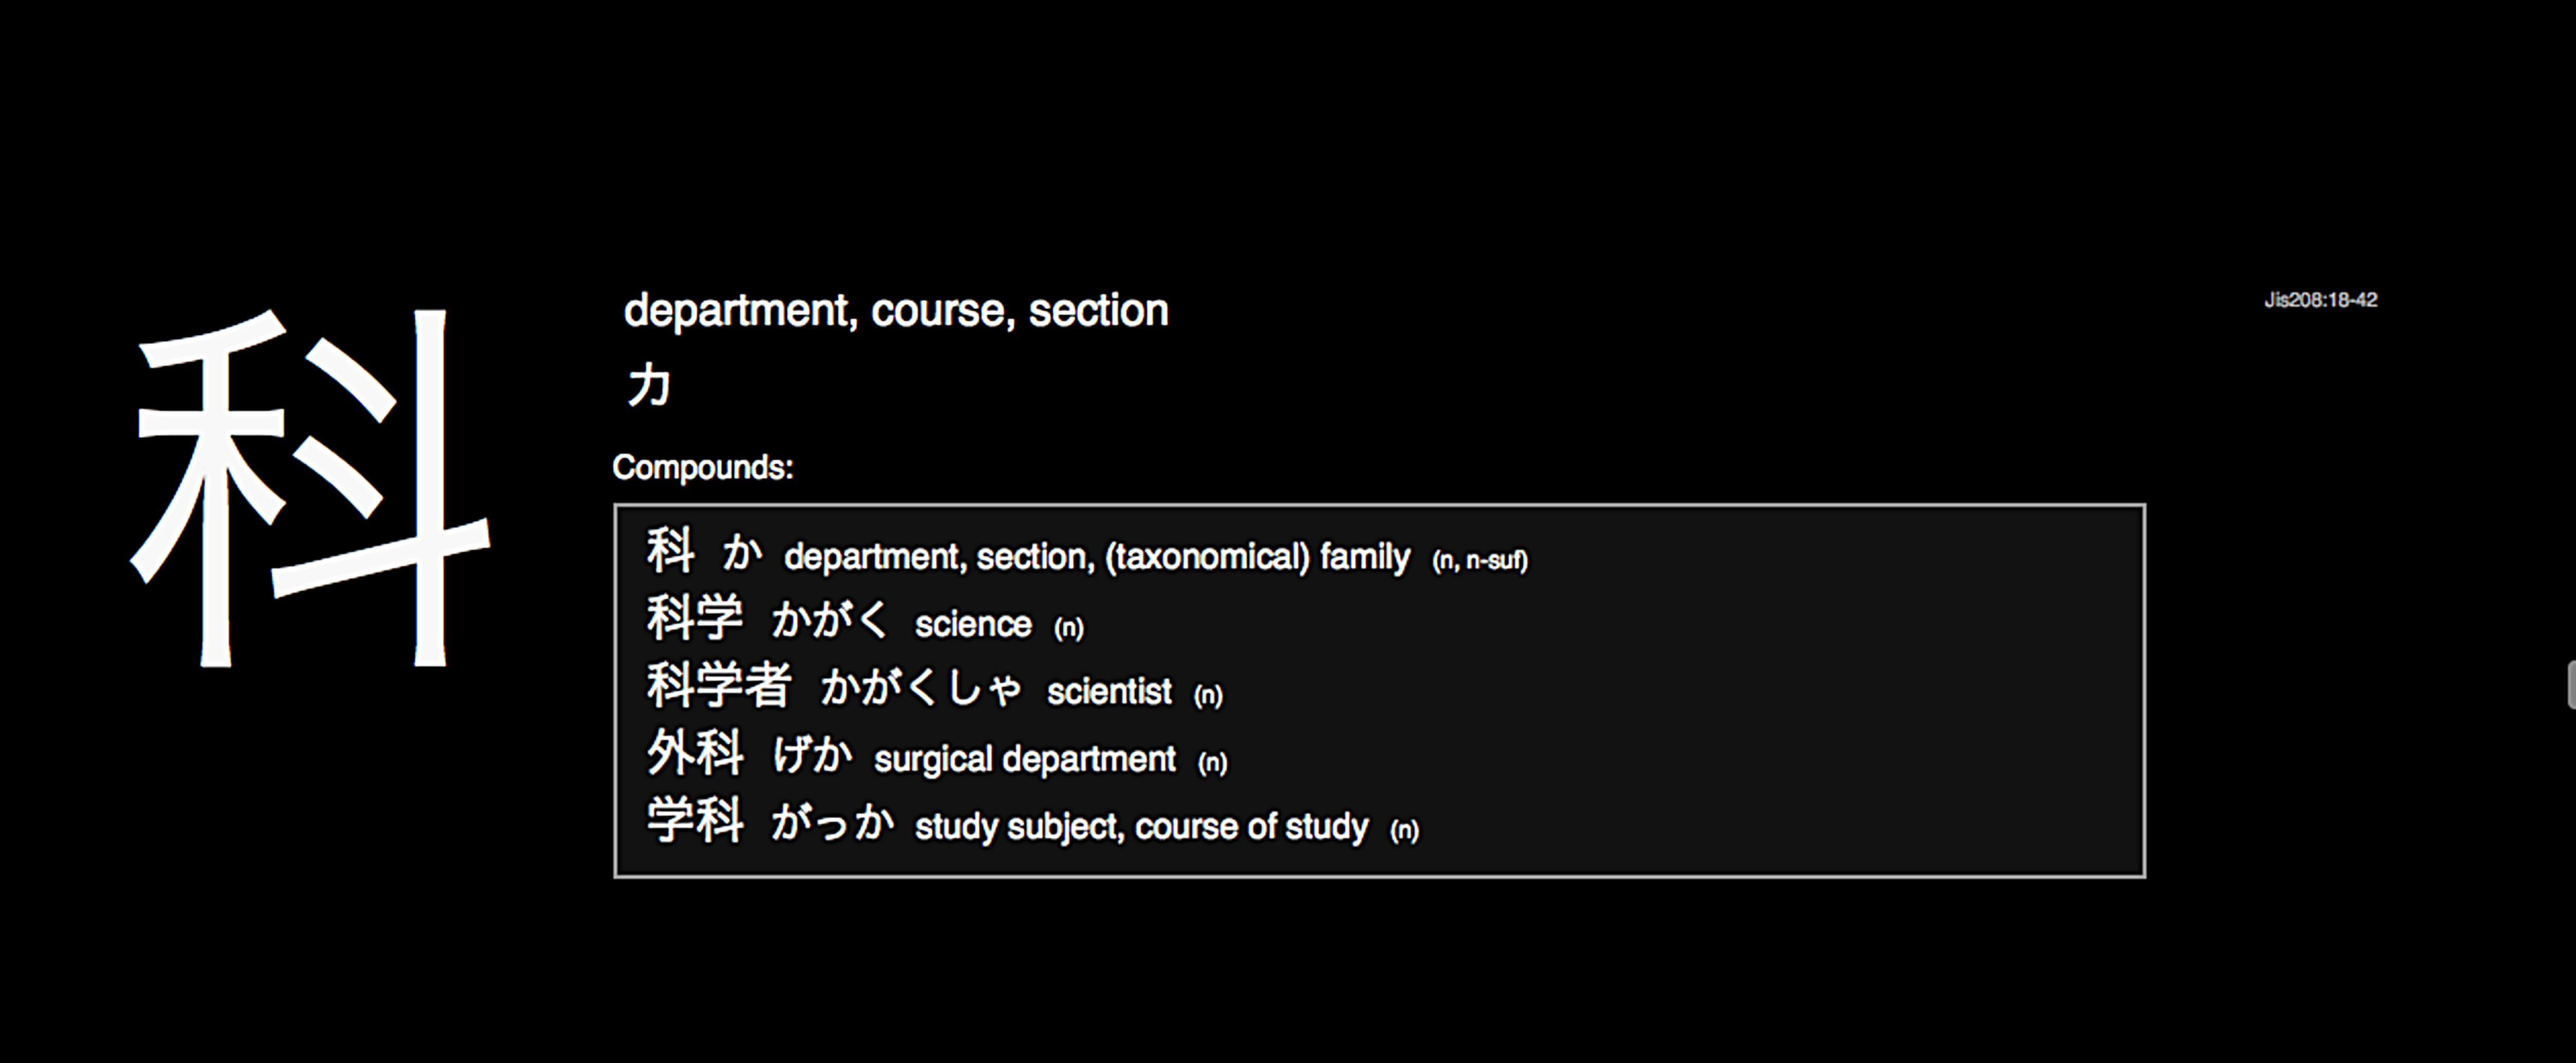 科
department, course, section
Jis208:18-42
カ
Compounds:
科 か department, section, (taxonomical) family (n, n-suf)
科学 かがく science (n)
科学者 かがくしゃ scientist (n)
外科 げか surgical department (n)
学科 がっか study subject, course of study (n)